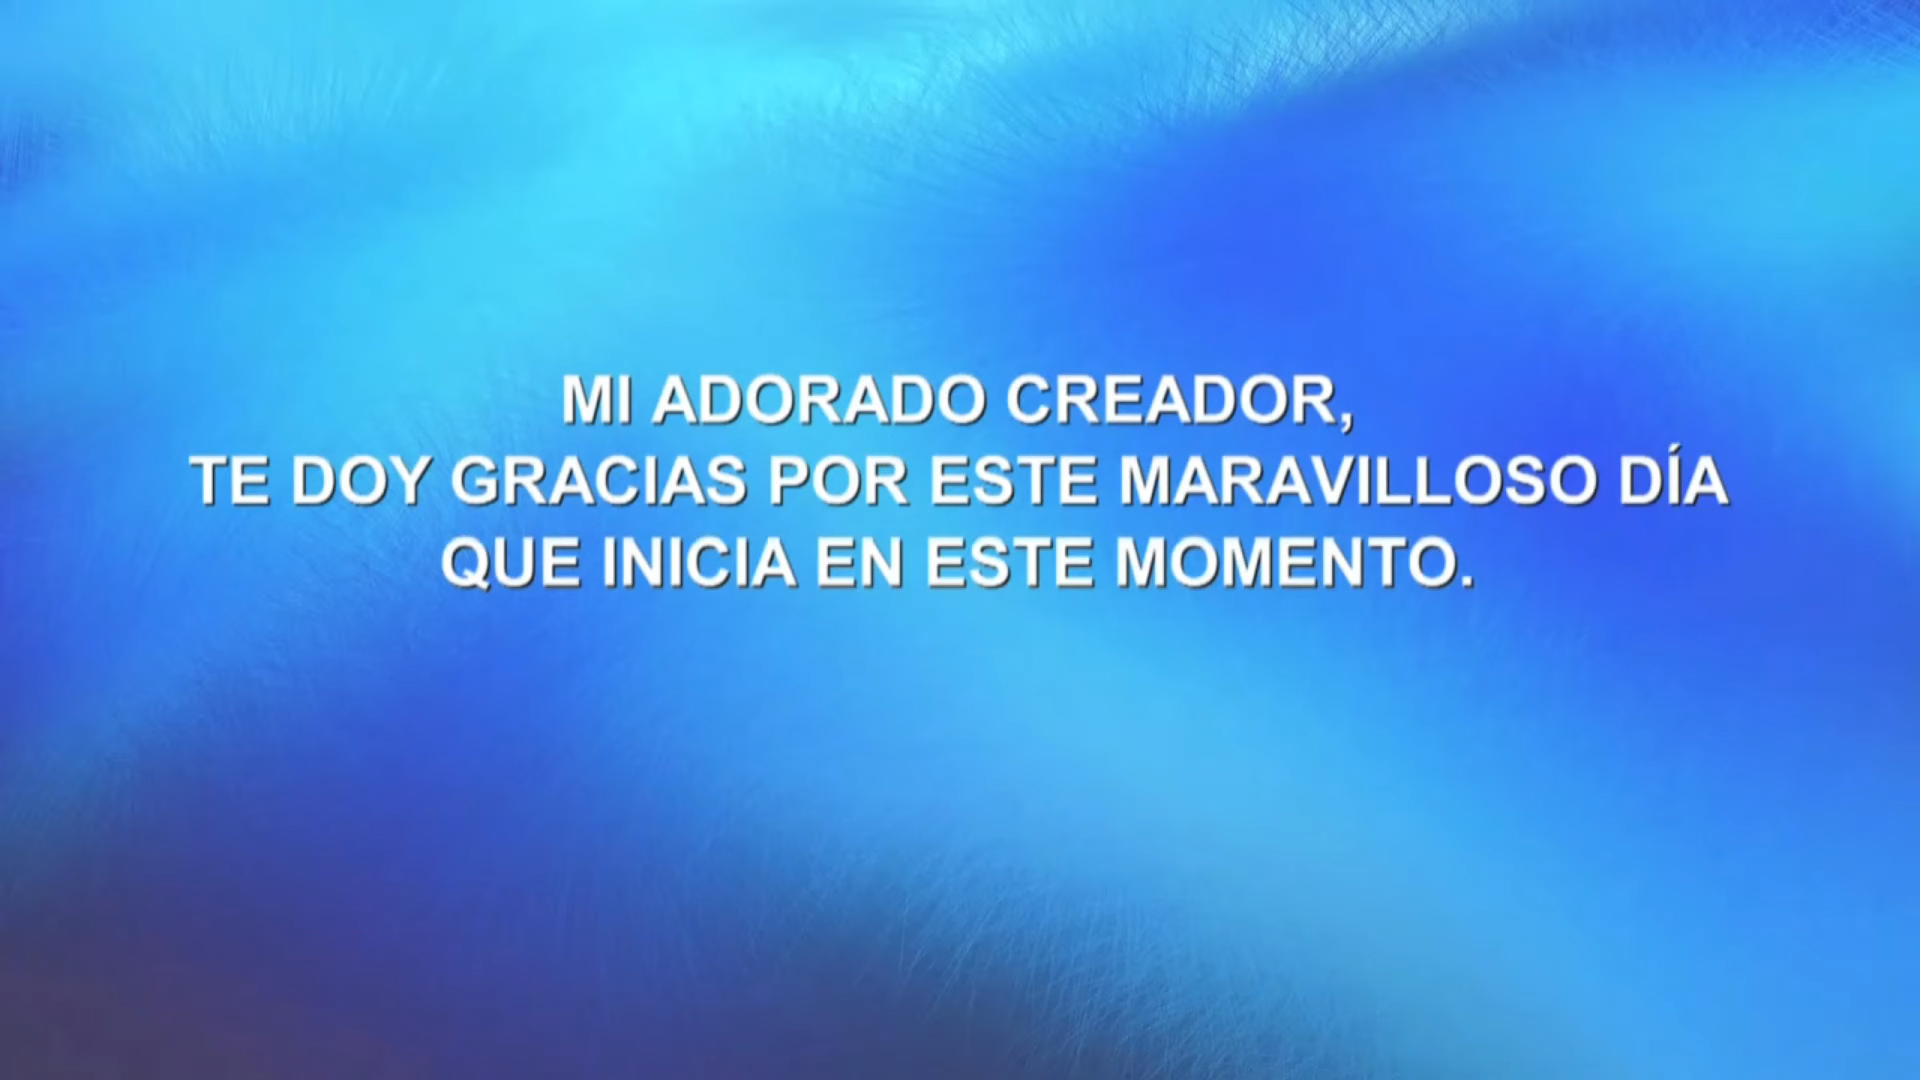 MI ADORADO CREADOR,
TE DOY GRACIAS POR ESTE MARAVILLOSO DÍA
QUE INICIA EN ESTE MOMENTO.